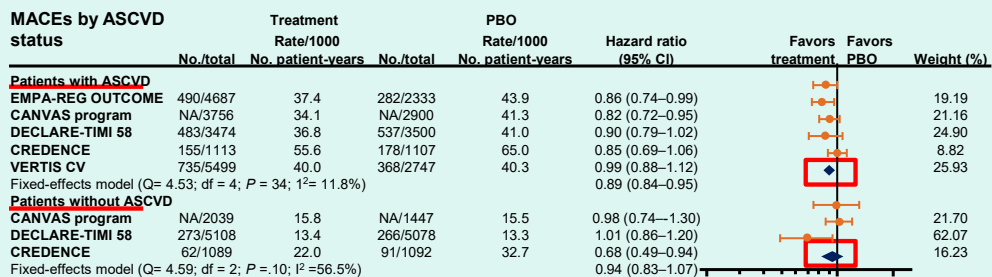 MACEs by ASCVD status Treatment PBO
Rate/1000 Rate/1000 Hazard ratio Favors Favors
No./total No. patient-years No./total No. patient-years (95% CI) treatment PBO Weight (%)
Patients with ASCVD
EMPA-REG OUTCOME 490/4687 37.4 282/2333 43.9 0.86 (0.74–0.99) 19.19
CANVAS program NA/3756 34.1 NA/2900 41.3 0.82 (0.72–0.95) 21.16
DECLARE-TIMI 58 483/3474 36.8 537/3500 41.0 0.90 (0.79–1.02) 24.90
CREDENCE 155/1113 55.6 178/1107 65.0 0.85 (0.69–1.06) 8.82
VERTIS CV 735/5499 40.0 368/2747 40.3 0.99 (0.88–1.12) 25.93
Fixed-effects model (Q= 4.53; df = 4; P = 34; 1²= 11.8%) 0.89 (0.84–0.95)
Patients without ASCVD
CANVAS program NA/2039 15.8 NA/1447 15.5 0.98 (0.74–-1.30) 21.70
DECLARE-TIMI 58 273/5108 13.4 266/5078 13.3 1.01 (0.86–1.20) 62.07
CREDENCE 62/1089 22.0 91/1092 32.7 0.68 (0.49–0.94) 16.23
Fixed-effects model (Q= 4.59; df = 2; P =.10; I² =56.5%) 0.94 (0.83–1.07)